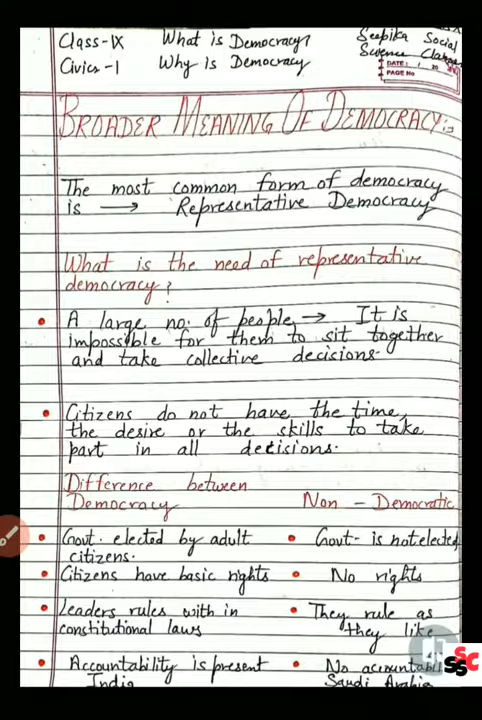 Class-IX What is Democracy?
Civics-1 Why is Democracy
Seepika Social
Science Classes
DATE: 20
PAGE No
BROADER MEANING OF DEMOCRACY:-
The most common form of democracy
is → Representative Democracy
What is the need of representative
democracy?
• A large no. of people → It is
impossible for them to sit together
and take collective decisions.
• Citizens do not have the time,
the desire or the skills to take
part in all decisions.
Difference between
Democracy Non-Democratic
• Govt. elected by adult • Govt- is not elected
citizens.
• Citizens have basic rights • No rights
• Leaders rules with in • They rule as
constitutional laws they like
• Accountability is present • No accountabil
India Saudi Arabia
SSC